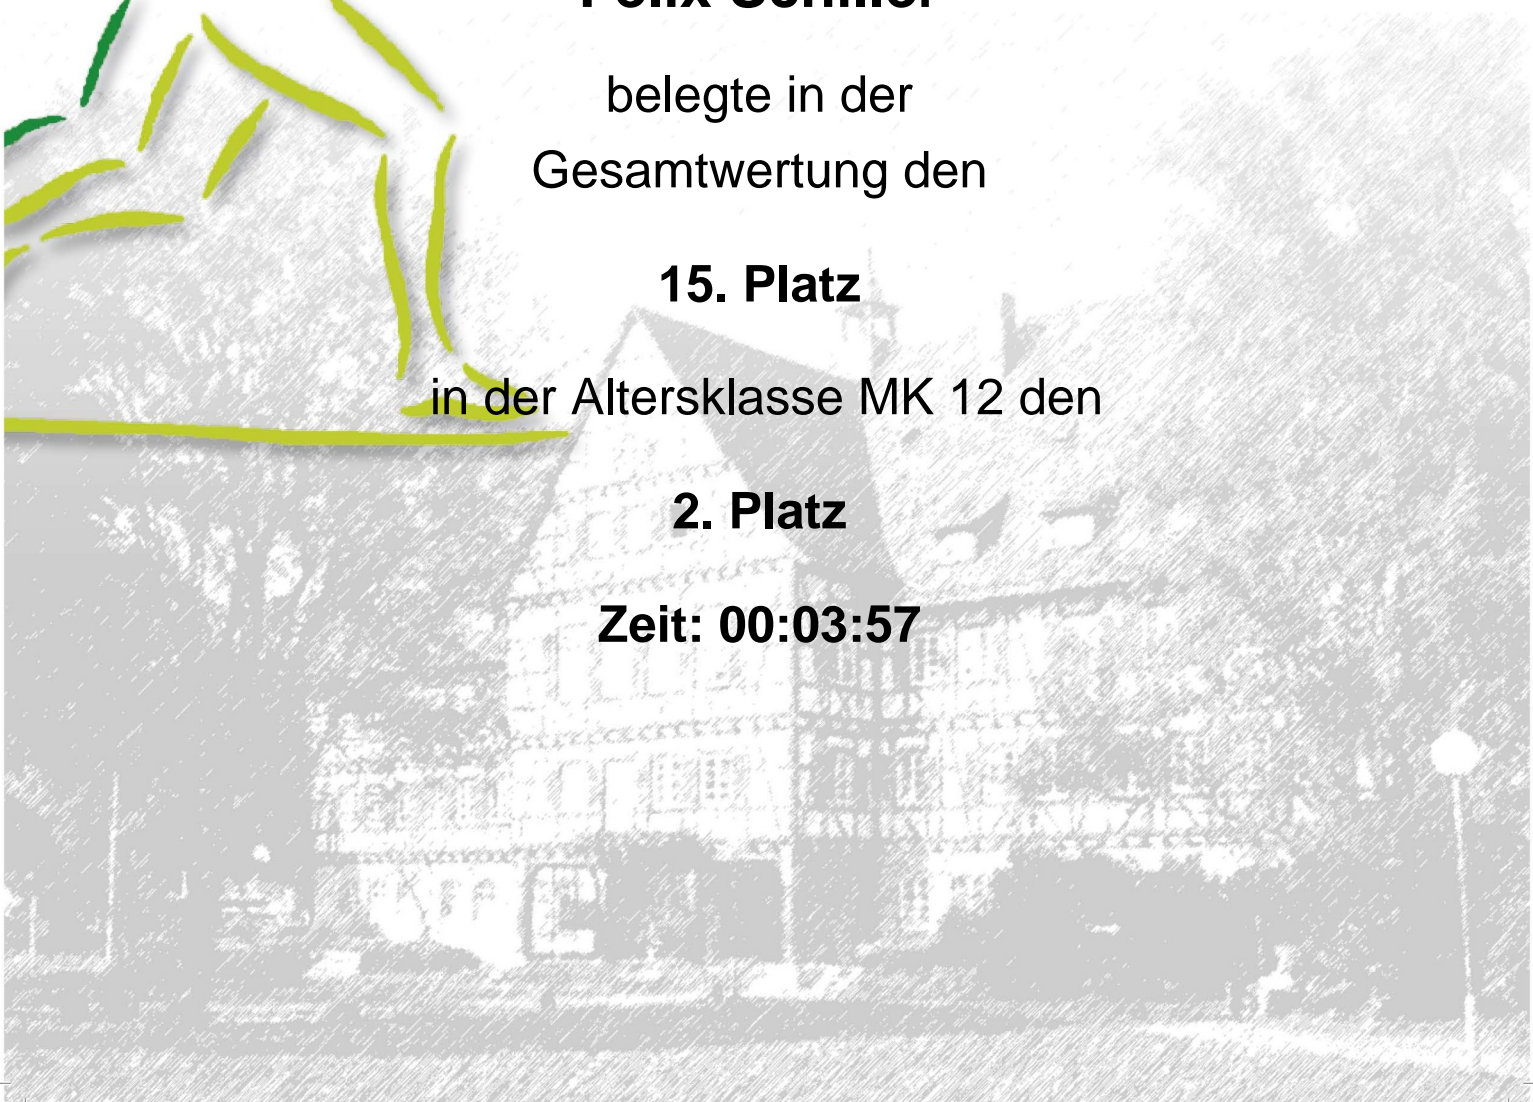 Felix
belegte in der
Gesamtwertung den
15. Platz
in der Altersklasse MK 12 den
2. Platz
Zeit: 00:03:57